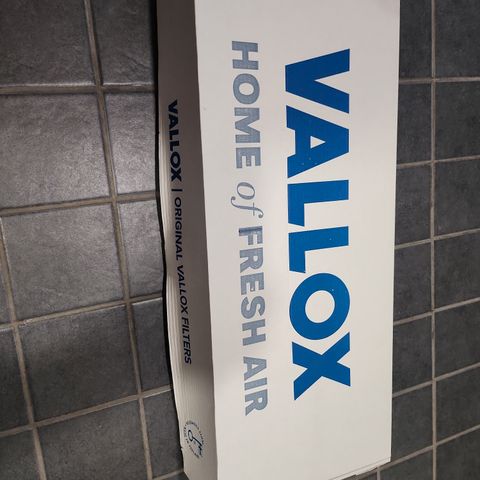 VALLOX
HOME of FRESH AIR
VALLOX | ORIGINAL VALLOX FILTERS